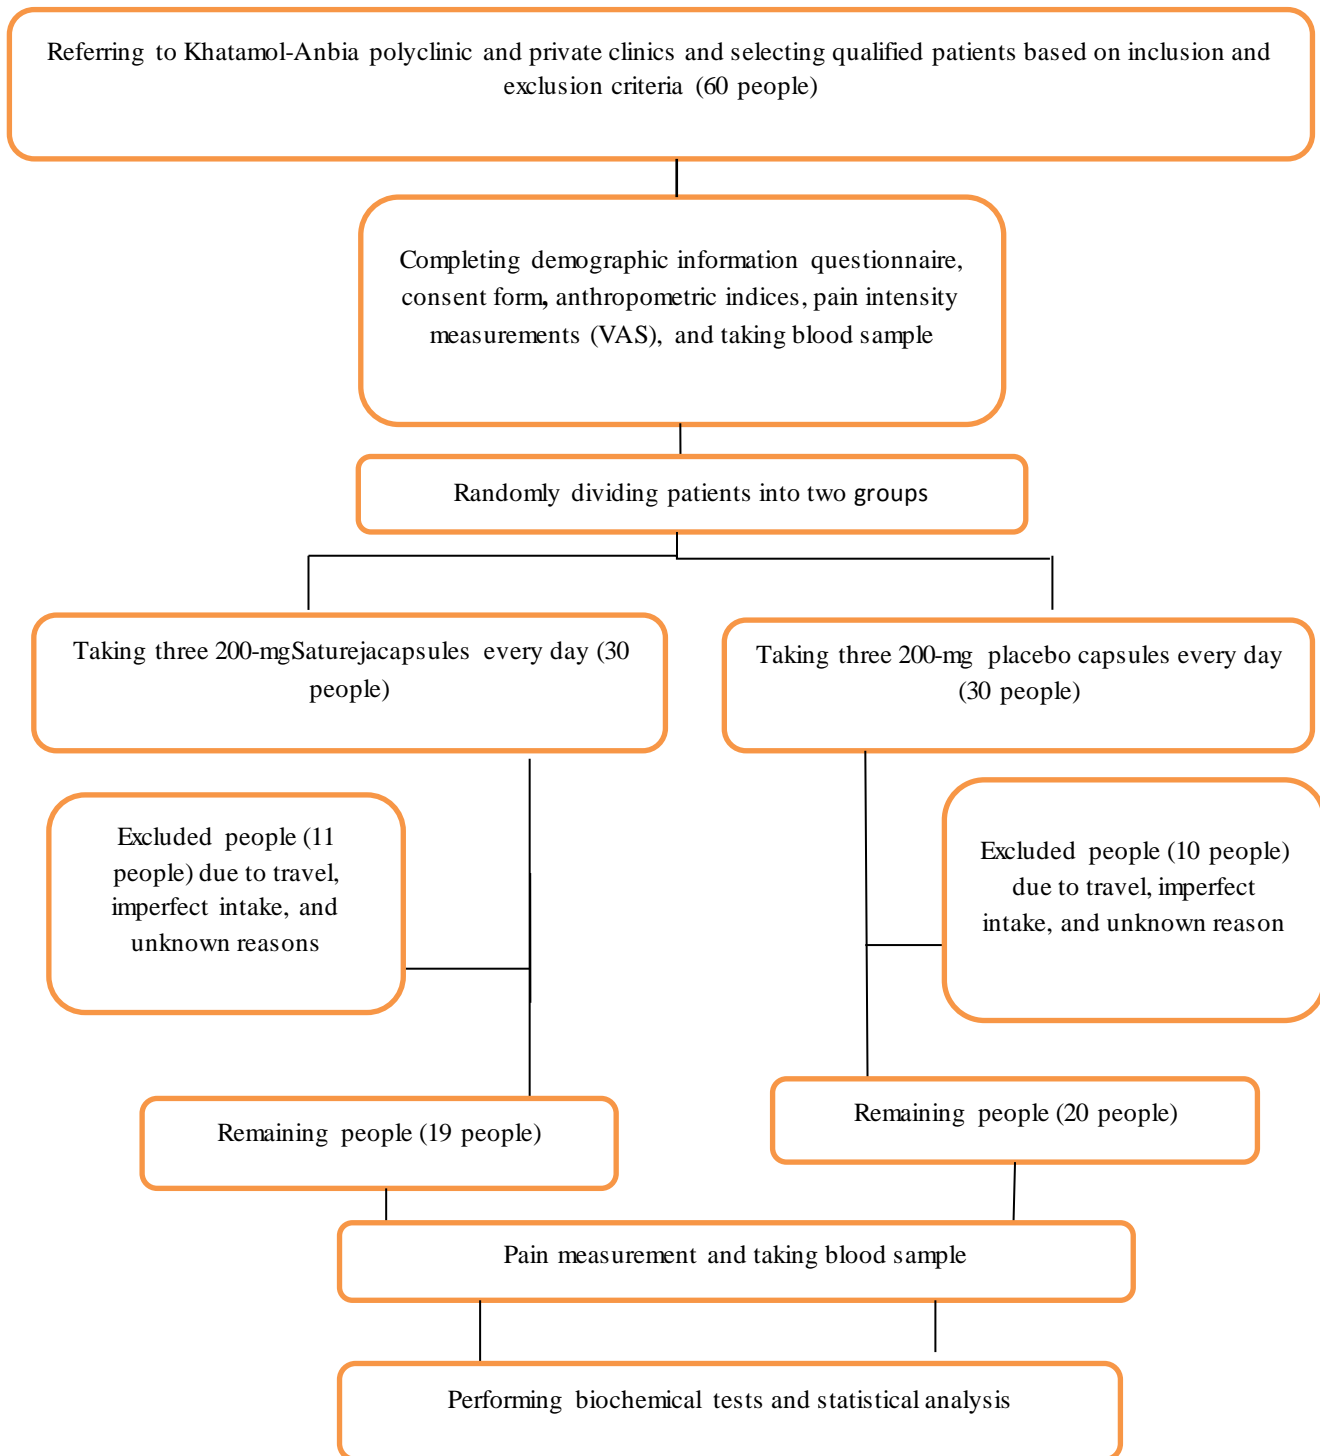 Referring to Khatamol-Anbia polyclinic and private clinics and selecting qualified patients based on inclusion and
exclusion criteria (60 people)
Completing demographic information questionnaire,
consent form, anthropometric indices, pain intensity
measurements (VAS), and taking blood sample
Randomly dividing patients into two groups
Taking three 200-mgSaturejacapsules every day (30
people)
Taking three 200-mg placebo capsules every day
(30 people)
Excluded people (11
people) due to travel,
imperfect intake, and
unknown reasons
Excluded people (10 people)
due to travel, imperfect
intake, and unknown reason
Remaining people (19 people)
Remaining people (20 people)
Pain measurement and taking blood sample
Performing biochemical tests and statistical analysis